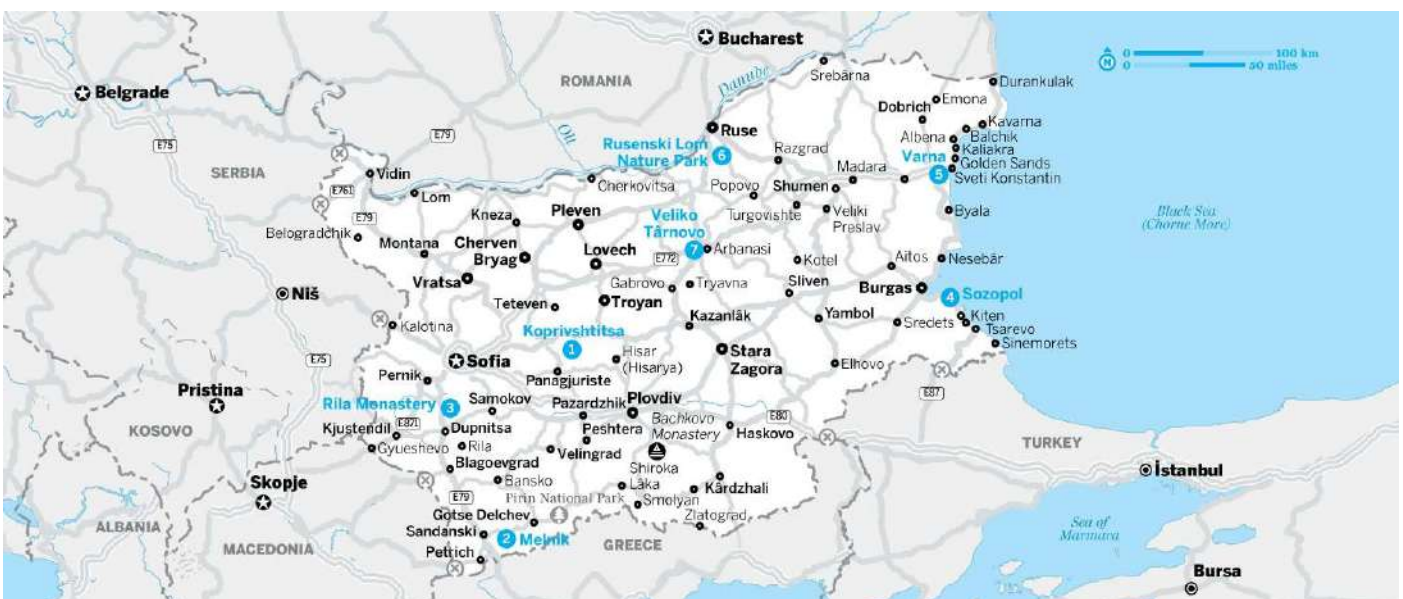 Bucharest
0 100 km
N
0 50 miles
Belgrade
ROMANIA
Danube
Srebărna
Durankulak
Emona
Dobrich
Olt
E79
Ruse
Kavarna
Albena
Balchik
Kaliakra
E75
Rusenski Lom
Nature Park
6
Razgrad
Varna
Golden Sands
SERBIA
Vidin
Madara
5
Sveti Konstantin
E761
Lom
Cherkovitsa
Popovo
Shumen
E79
Kneza
Pleven
Veliko
Tărnovo
Turgovishte
Veliki
Preslav
Byala
Black Sea
(Chorne More)
Belogradchik
Montana
Cherven
Bryag
Lovech
E772
7
Arbanasi
Kotel
Aitos
Nesebăr
Vratsa
Gabrovo
Tryavna
Sliven
Burgas
4
Sozopol
Niš
Teteven
Troyan
Kalotina
Kazanlăk
Yambol
Sredets
Kiten
Tsarevo
Koprivshtitsa
1
Sinemorets
E75
Sofia
Hisar
(Hisarya)
Stara
Zagora
Elhovo
Pernik
Panagjuriste
Pristina
E87
Rila Monastery
3
Samokov
Pazardzhik
Plovdiv
Kjustendil
E871
Dupnitsa
Peshtera
Bachkovo
Monastery
E80
Haskovo
KOSOVO
Gyueshevo
Rila
Velingrad
TURKEY
Blagoevgrad
Shiroka
Lăka
İstanbul
Skopje
Bansko
Kărdzhali
E79
Pirin National Park
Smolyan
Zlatograd
ALBANIA
Gotse Delchev
Sandanski
2
Melnik
Sea of
Marmara
MACEDONIA
GREECE
Petrich
Bursa